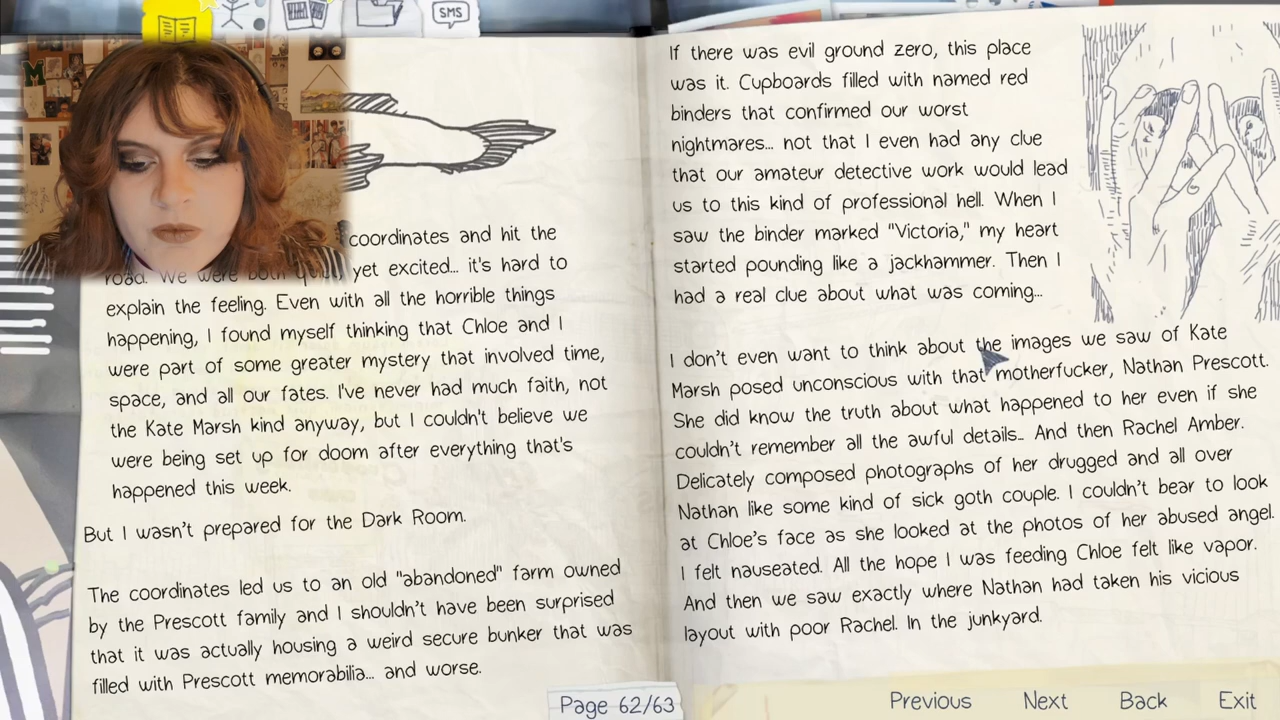 SMS
coordinates and hit the
road. We were both quiet, yet excited... it's hard to
explain the feeling. Even with all the horrible things
happening, I found myself thinking that Chloe and I
were part of some greater mystery that involved time,
space, and all our fates. I've never had much faith, not
the Kate Marsh kind anyway, but I couldn't believe we
were being set up for doom after everything that's
happened this week.
But I wasn't prepared for the Dark Room.
The coordinates led us to an old "abandoned" farm owned
by the Prescott family and I shouldn't have been surprised
that it was actually housing a weird secure bunker that was
filled with Prescott memorabilia... and worse.
If there was evil ground zero, this place
was it. Cupboards filled with named red
binders that confirmed our worst
nightmares... not that I even had any clue
that our amateur detective work would lead
us to this kind of professional hell. When I
saw the binder marked "Victoria," my heart
started pounding like a jackhammer. Then I
had a real clue about what was coming...
I don't even want to think about the images we saw of Kate
Marsh posed unconscious with that motherfucker, Nathan Prescott.
She did know the truth about what happened to her even if she
couldn't remember all the awful details... And then Rachel Amber.
Delicately composed photographs of her drugged and all over
Nathan like some kind of sick goth couple. I couldn't bear to look
at Chloe's face as she looked at the photos of her abused angel.
I felt nauseated. All the hope I was feeding Chloe felt like vapor.
And then we saw exactly where Nathan had taken his vicious
layout with poor Rachel. In the junkyard.
Page 62/63
Previous Next Back Exit